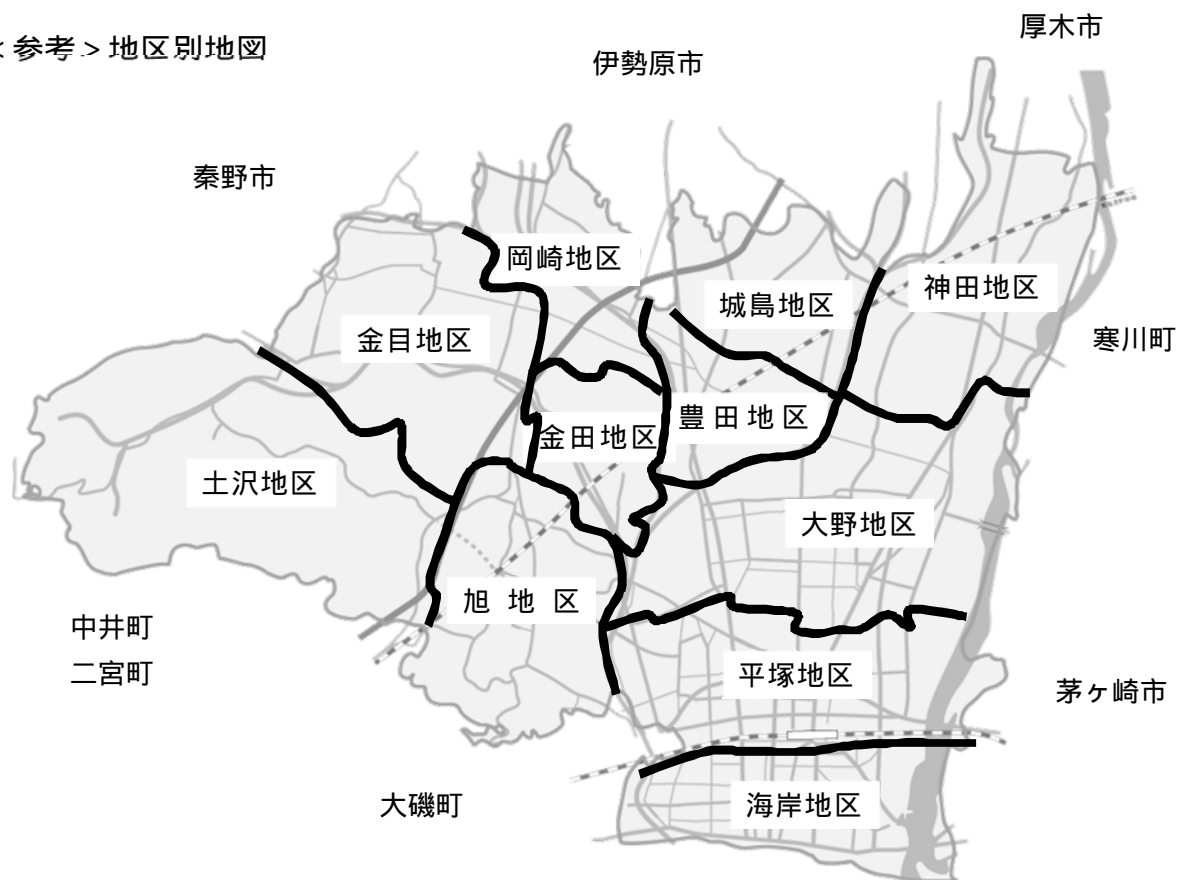 <参考>地区別地図
厚木市
伊勢原市
秦野市
岡崎地区
城島地区
神田地区
金目地区
寒川町
豊田地区
金田地区
土沢地区
大野地区
旭地区
中井町
二宮町
平塚地区
茅ヶ崎市
大磯町
海岸地区